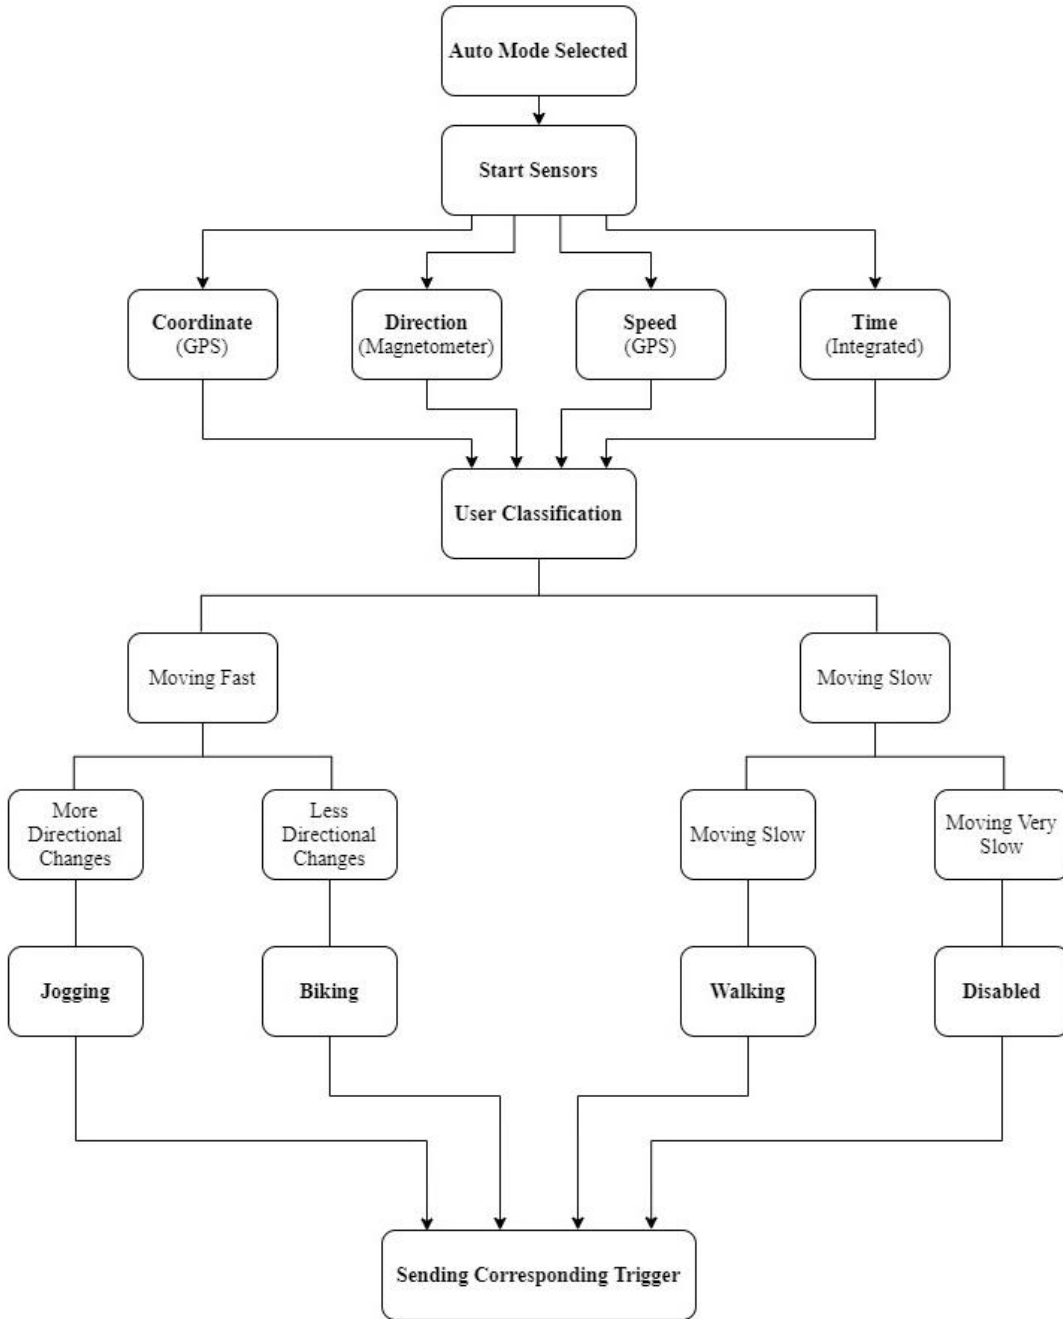 Auto Mode Selected
Start Sensors
Coordinate
(GPS)
Direction
(Magnetometer)
Speed
(GPS)
Time
(Integrated)
User Classification
Moving Fast
Moving Slow
More
Directional
Changes
Less
Directional
Changes
Moving Slow
Moving Very
Slow
Jogging
Biking
Walking
Disabled
Sending Corresponding Trigger